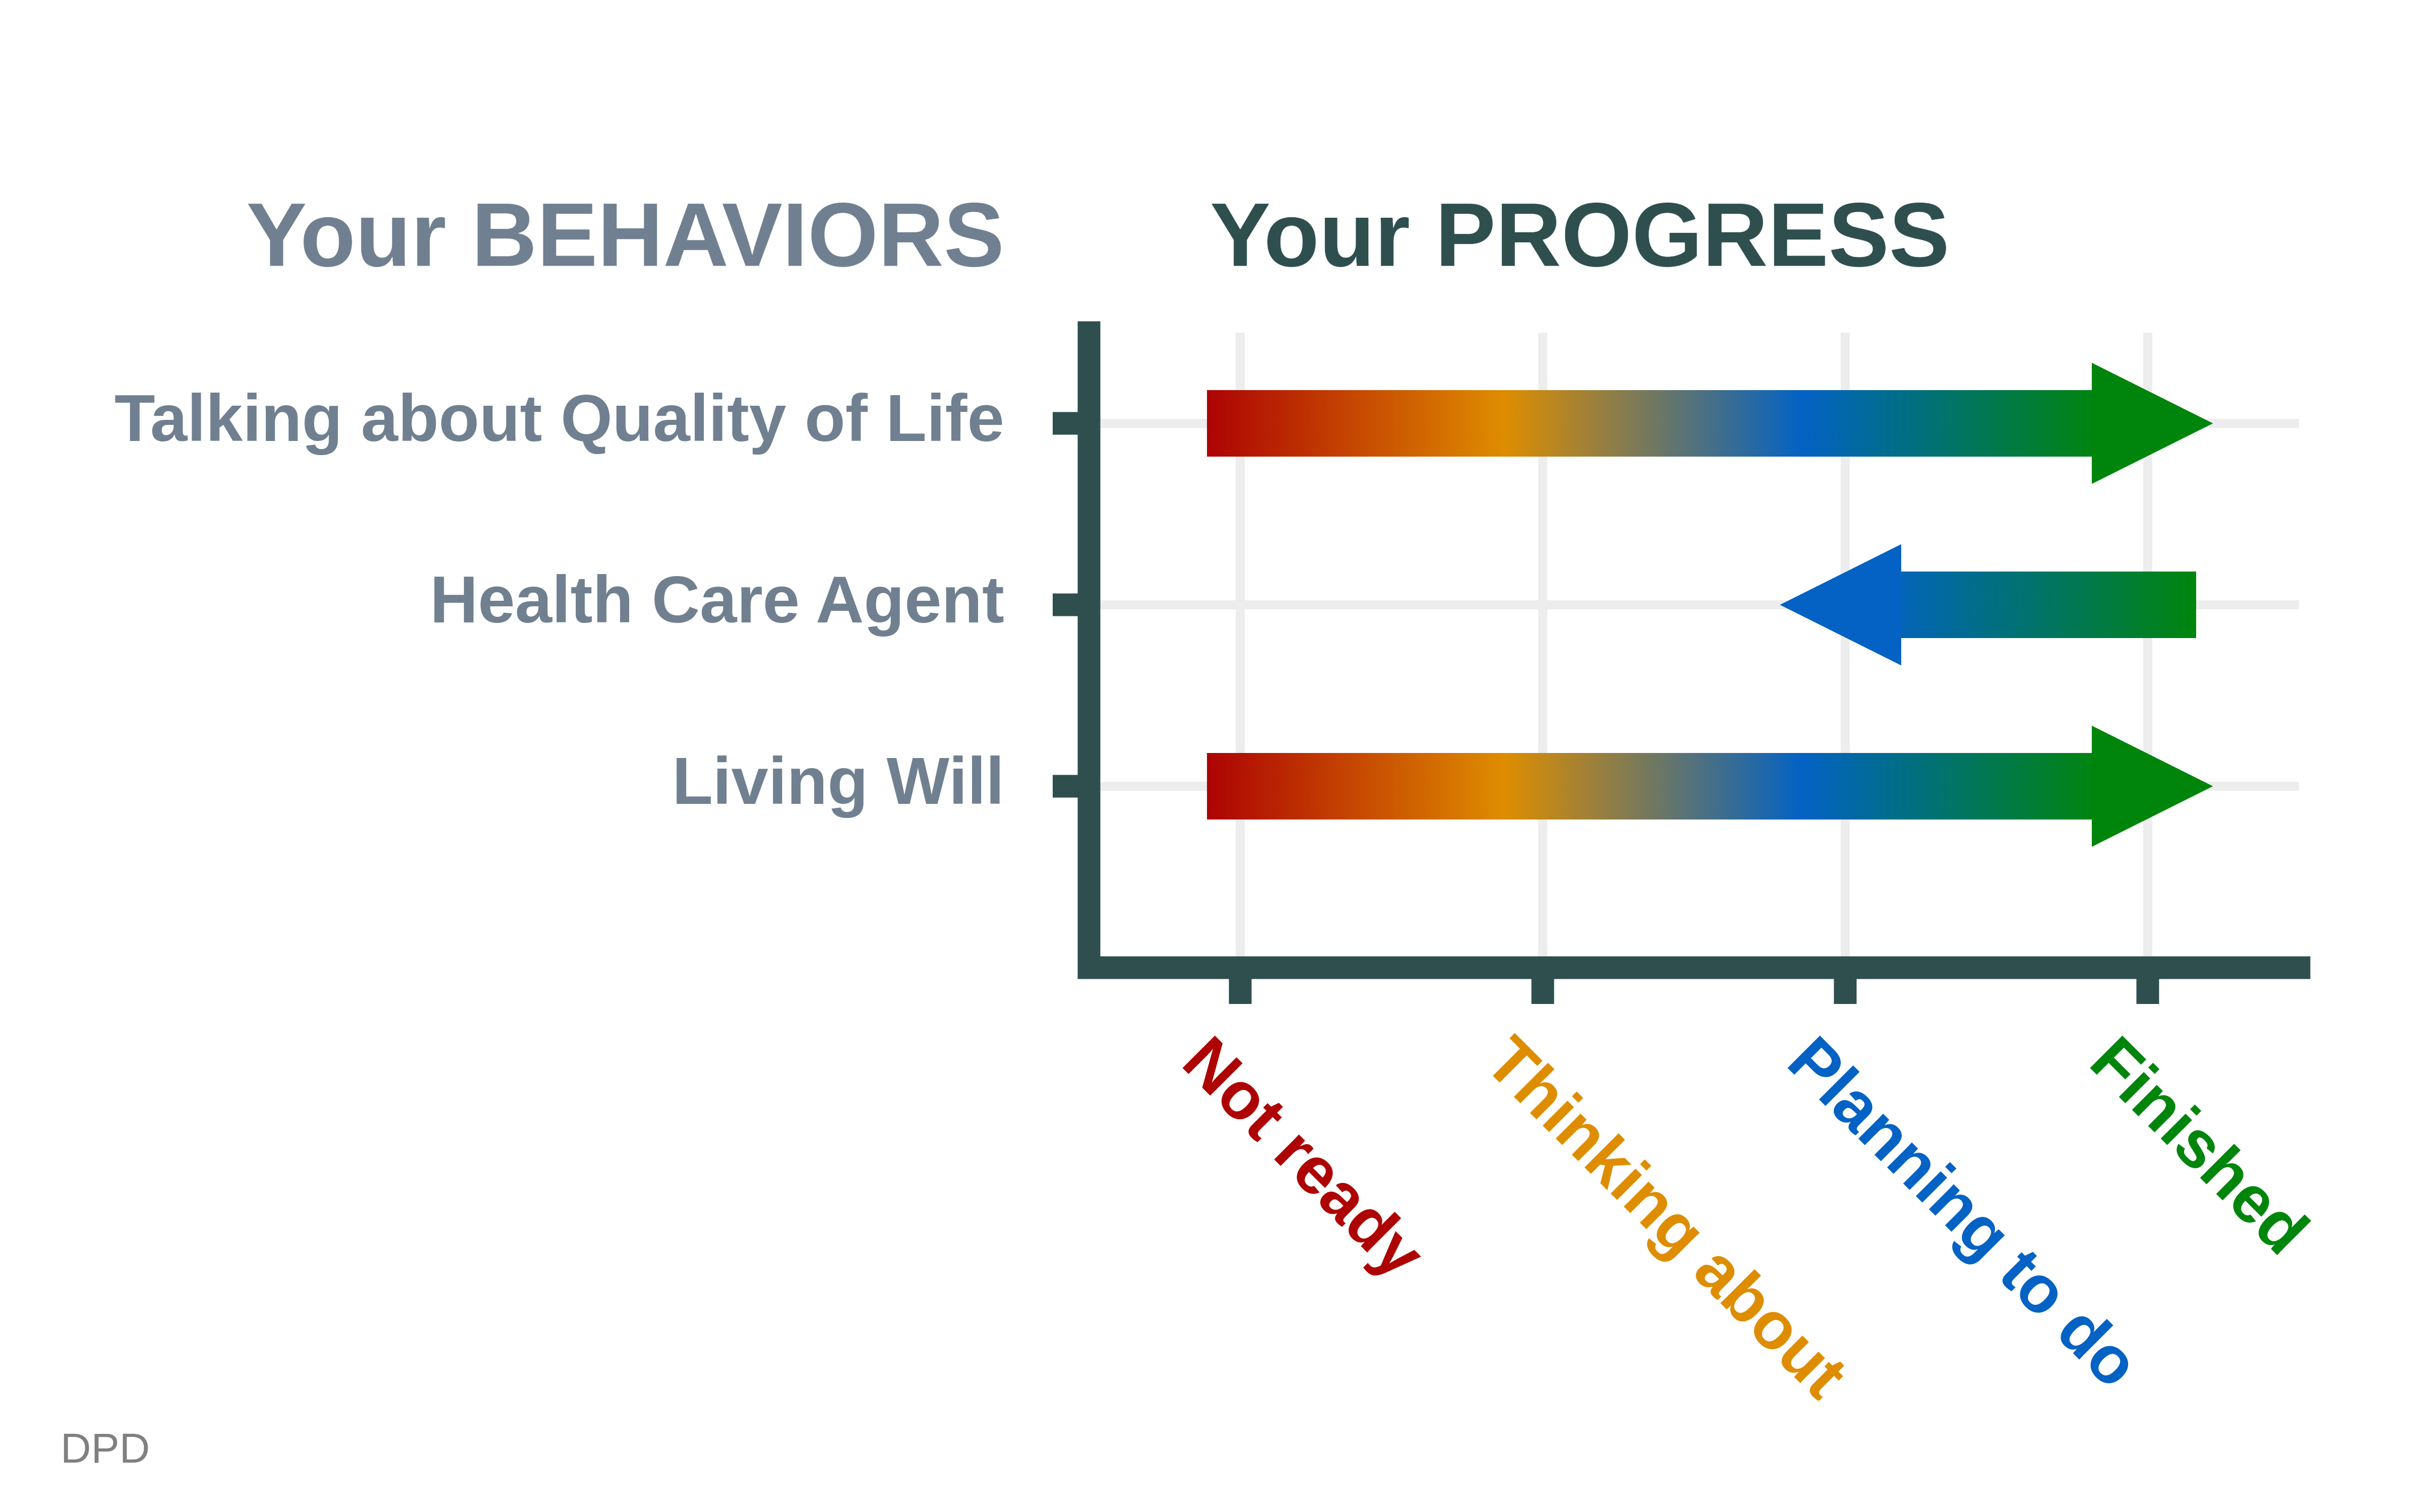 Your BEHAVIORS
Your PROGRESS
Talking about Quality of Life
Health Care Agent
Living Will
Not ready
Thinking about
Planning to do
Finished
DPD